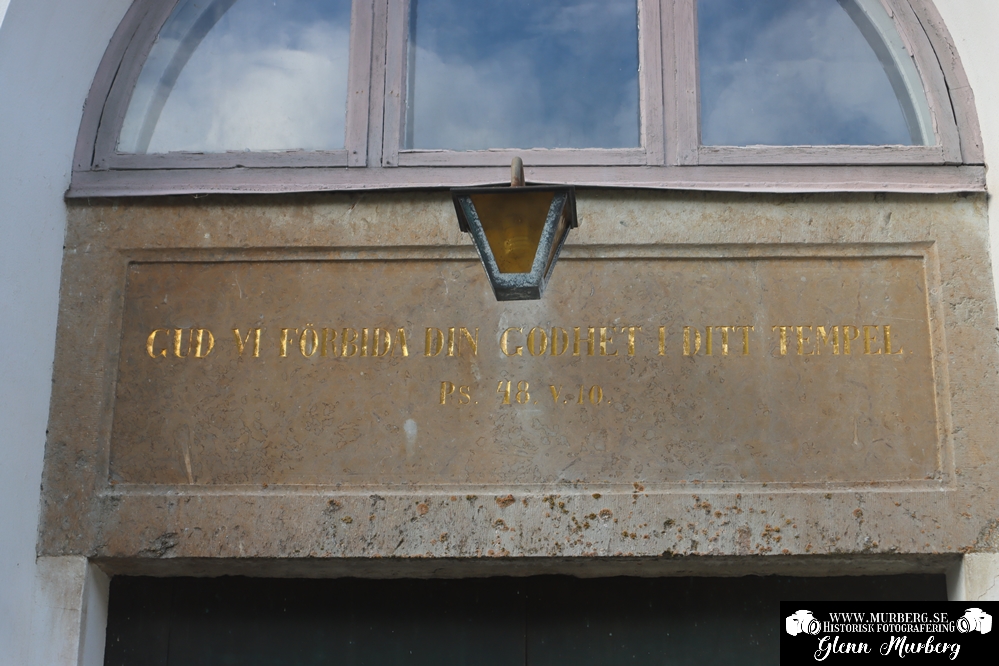 GUD VI FÖRBIDA DIN GODHET I DITT TEMPEL.
Ps. 48. V. 10.
WWW.MURBERG.SE
HISTORISK FOTOGRAFERING
Glenn Murberg